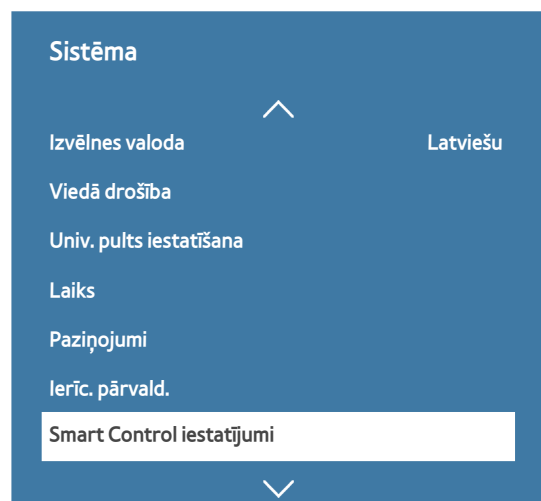 Sistēma
Izvēlnes valoda Latviešu
Viedā drošība
Univ. pults iestatīšana
Laiks
Paziņojumi
Ierīc. pārvald.
Smart Control iestatījumi